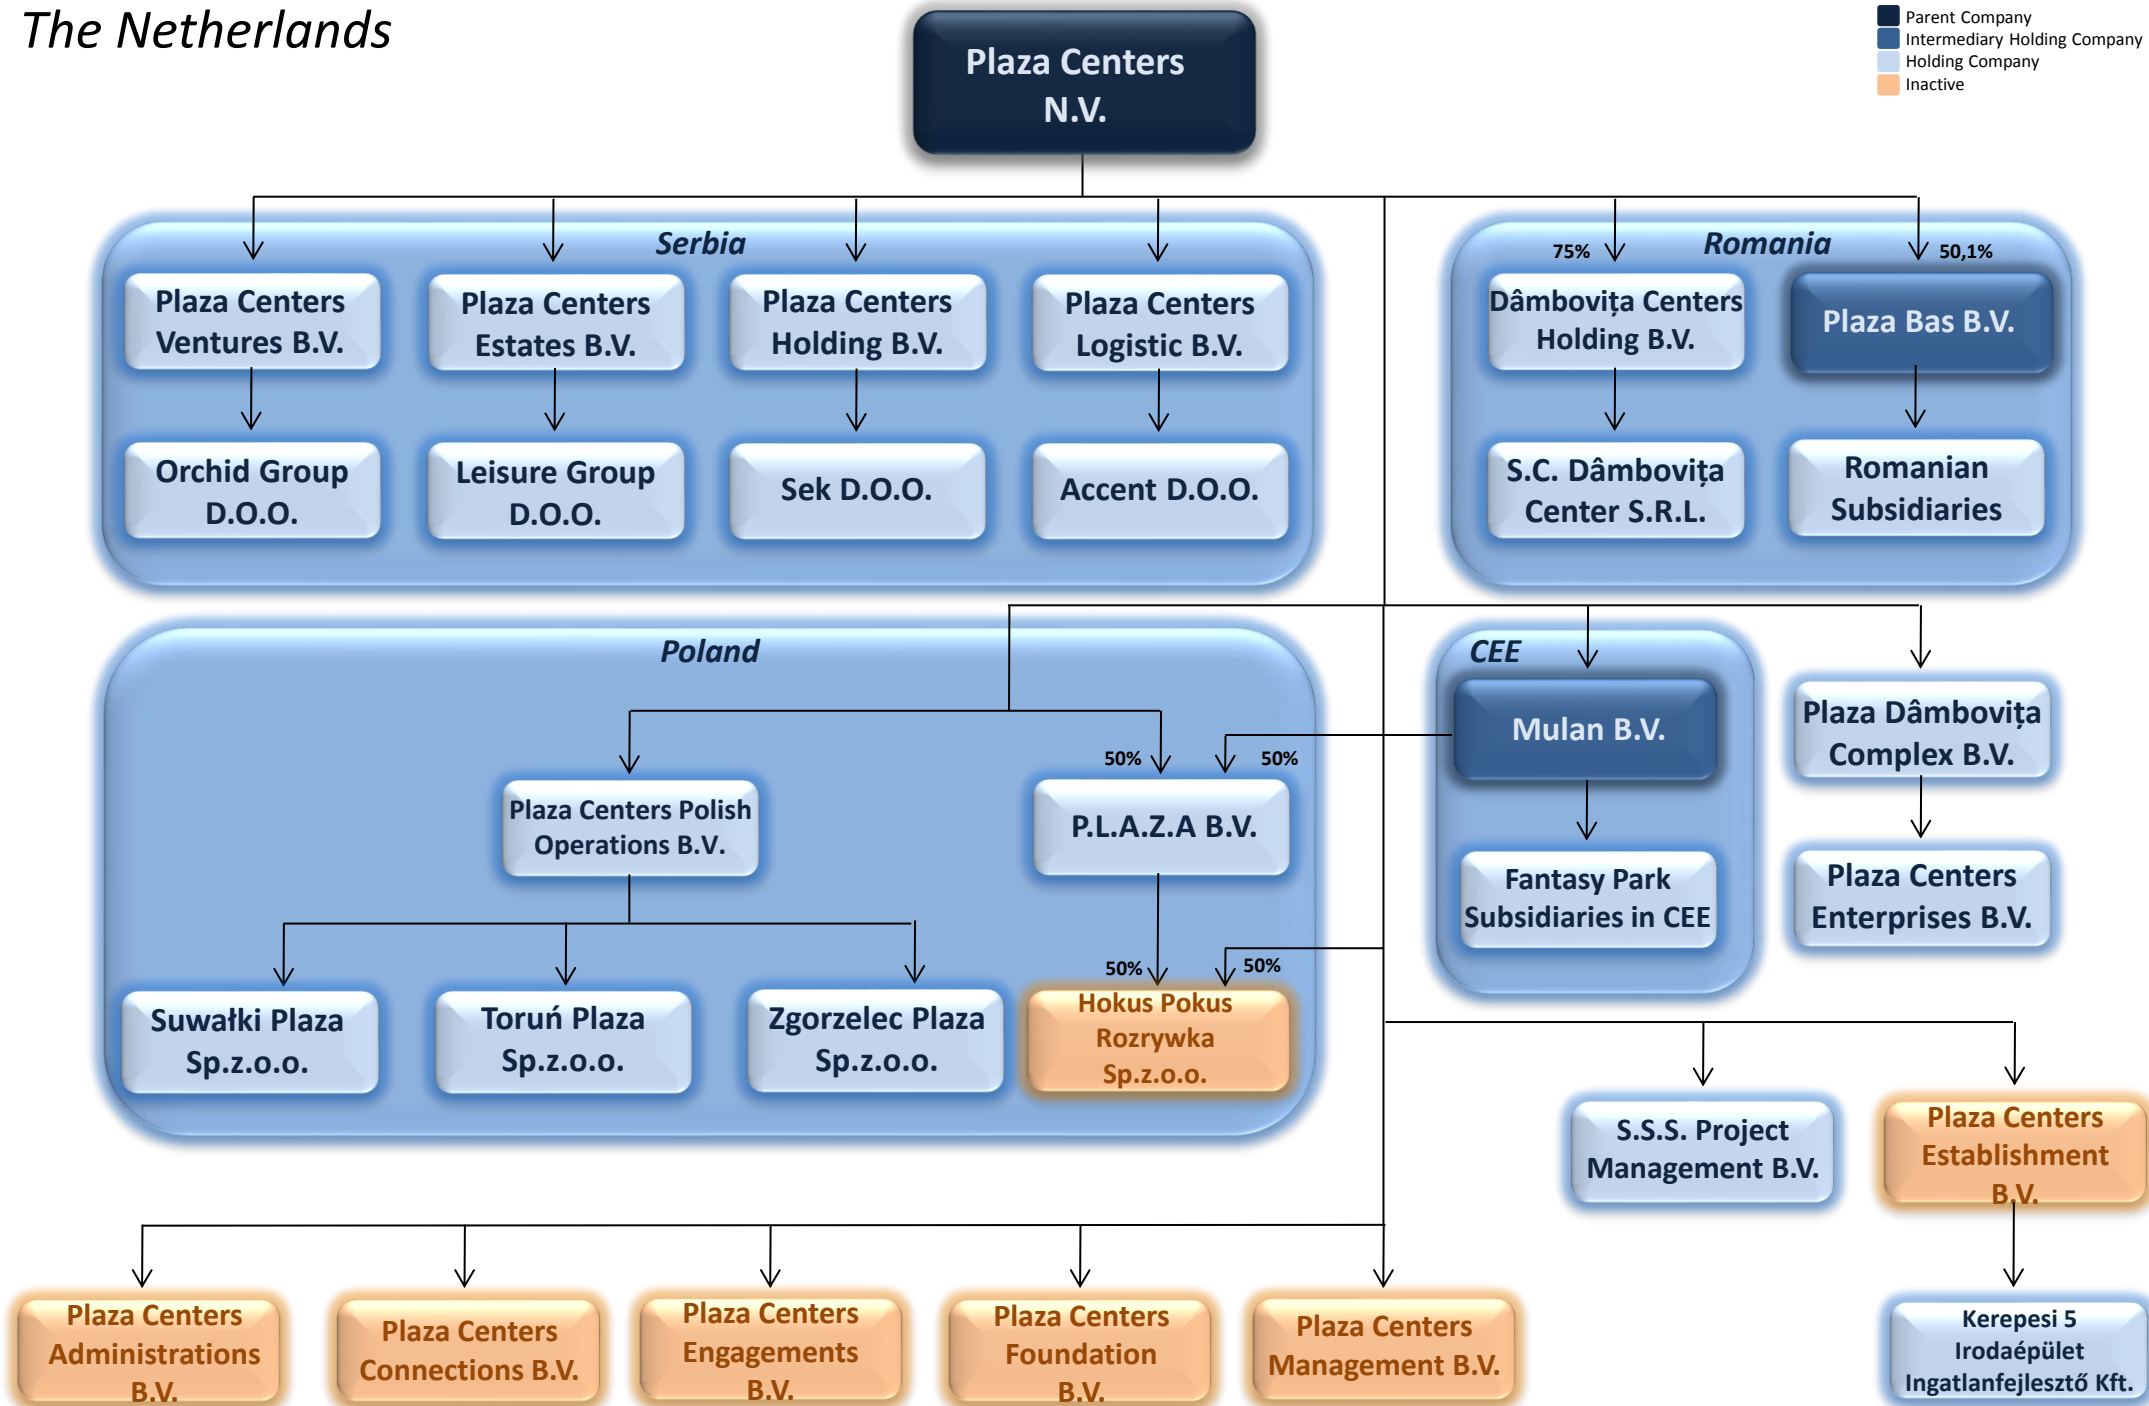 The Netherlands
Parent Company
Intermediary Holding Company
Holding Company
Inactive
Plaza Centers
N.V.
Serbia
Plaza Centers
Ventures B.V.
Plaza Centers
Estates B.V.
Plaza Centers
Holding B.V.
Plaza Centers
Logistic B.V.
Orchid Group
D.O.O.
Leisure Group
D.O.O.
Sek D.O.O.
Accent D.O.O.
Romania
75%
50,1%
Dâmbovița Centers
Holding B.V.
Plaza Bas B.V.
S.C. Dâmbovița
Center S.R.L.
Romanian
Subsidiaries
Poland
50%
50%
Plaza Centers Polish
Operations B.V.
P.L.A.Z.A B.V.
50%
50%
Suwałki Plaza
Sp.z.o.o.
Toruń Plaza
Sp.z.o.o.
Zgorzelec Plaza
Sp.z.o.o.
Hokus Pokus
Rozrywka
Sp.z.o.o.
CEE
Mulan B.V.
Fantasy Park
Subsidiaries in CEE
Plaza Dâmbovița
Complex B.V.
Plaza Centers
Enterprises B.V.
S.S.S. Project
Management B.V.
Plaza Centers
Establishment
B.V.
Plaza Centers
Administrations
B.V.
Plaza Centers
Connections B.V.
Plaza Centers
Engagements
B.V.
Plaza Centers
Foundation
B.V.
Plaza Centers
Management B.V.
Kerepesi 5
Irodaépület
Ingatlanfejlesztő Kft.